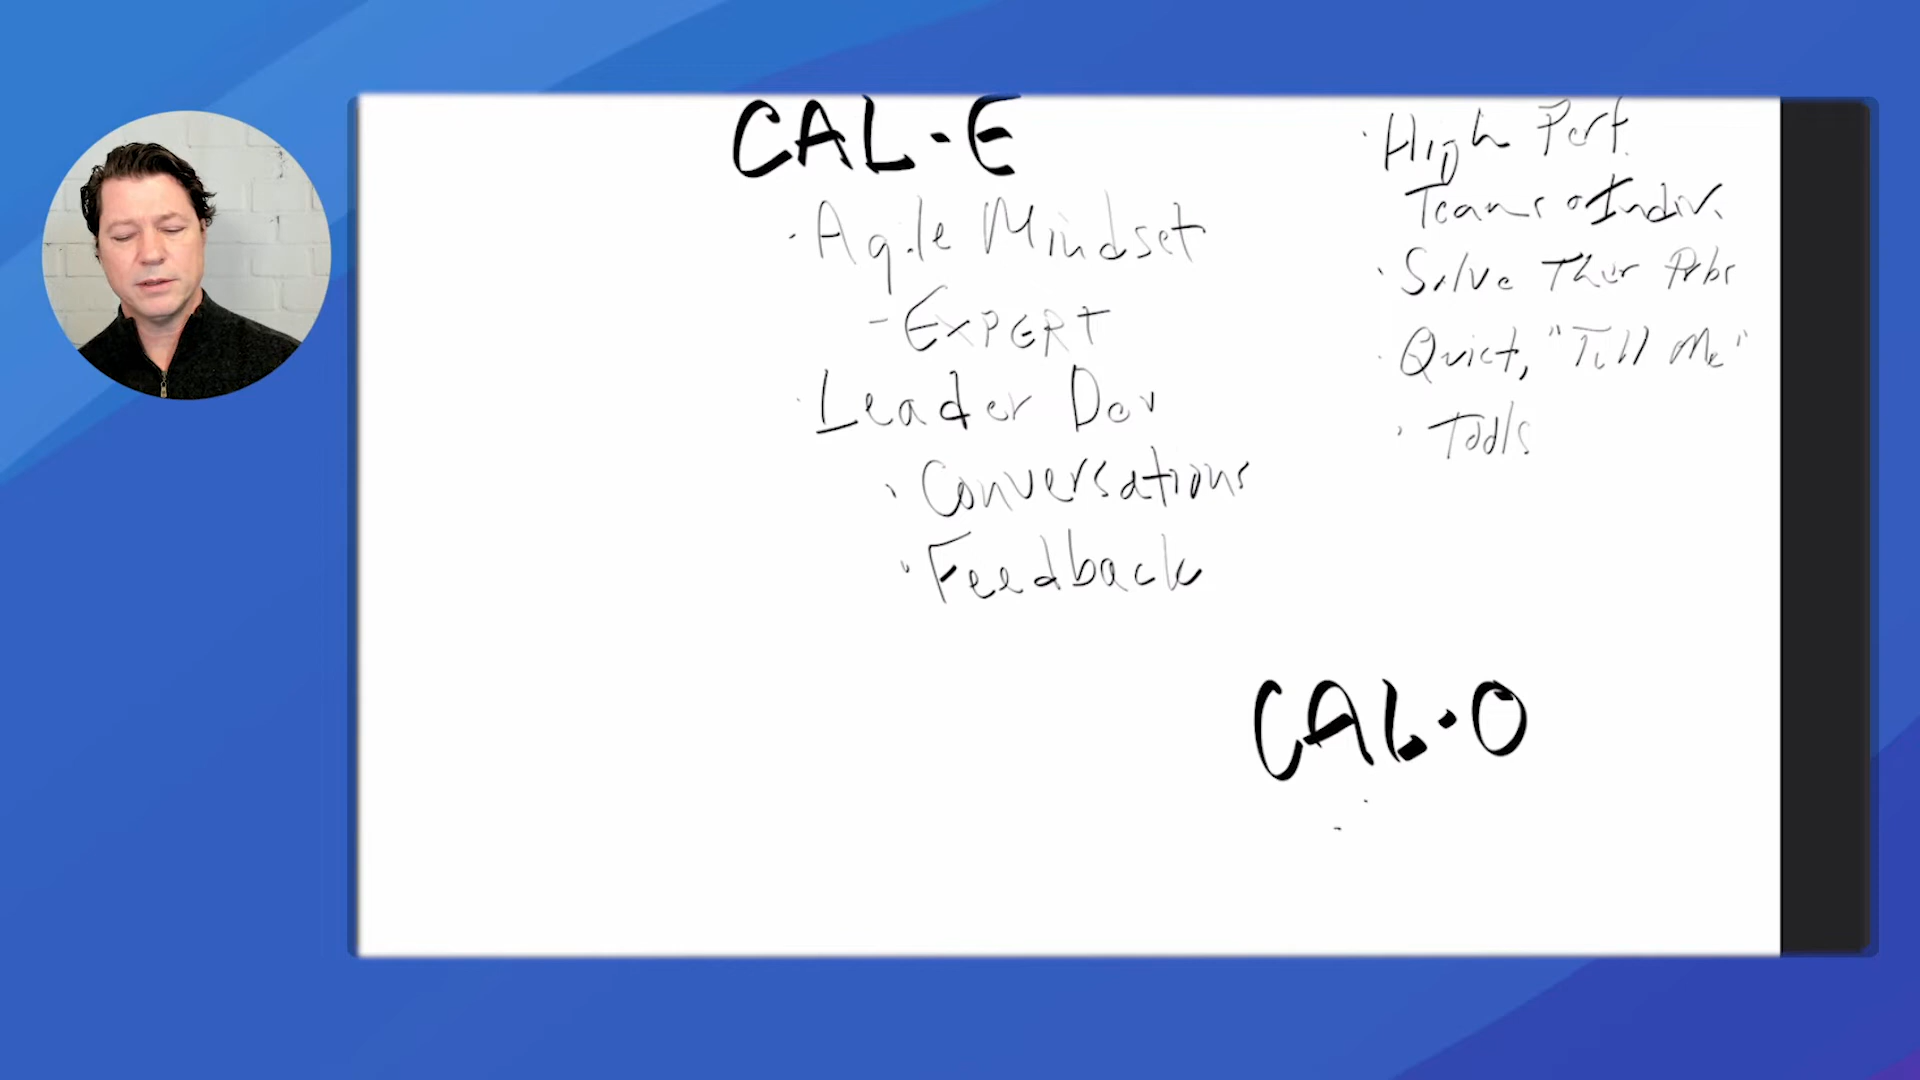 CAL-E
· Agile Mindset
- EXPERT
· Leader Dev
· Conversations
· Feedback
· High Perf.
Teams & Indiv.
· Solve Their Prbs
· Quiet, "Tell Me"
· Tools
CAL·O